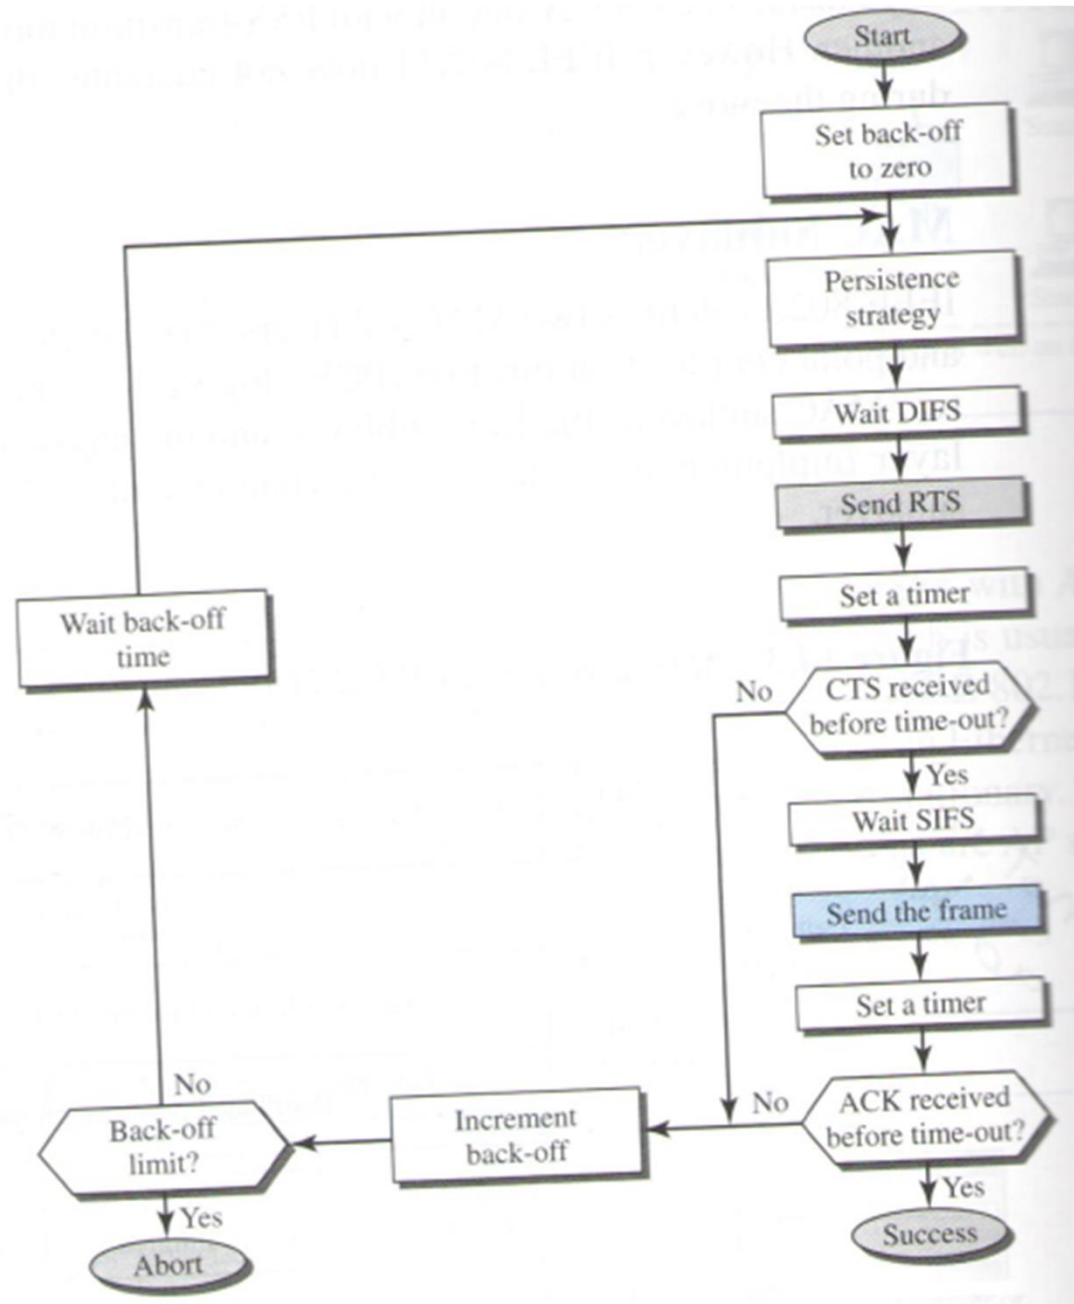 Start
Set back-off
to zero
Persistence
strategy
Wait DIFS
Send RTS
Set a timer
Wait back-off
time
CTS received
before time-out?
No
Yes
Wait SIFS
Send the frame
Set a timer
ACK received
before time-out?
No
Yes
Success
Increment
back-off
Back-off
limit?
No
Yes
Abort